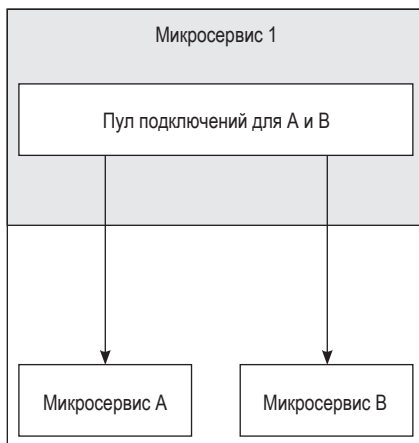 Микросервис 1
Пул подключений для А и В
Микросервис А
Микросервис В